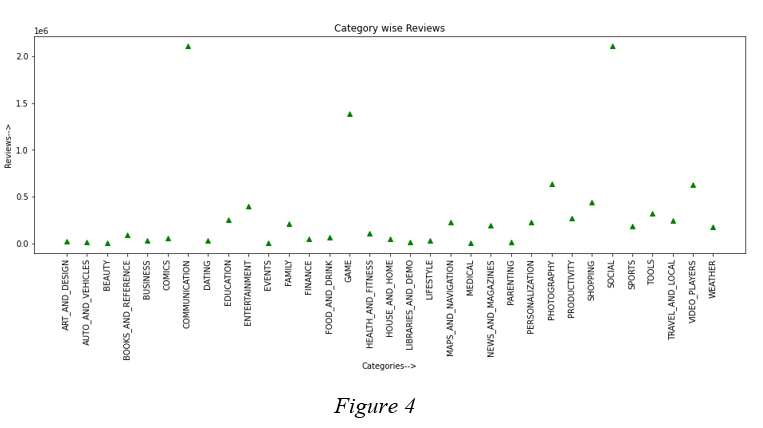 Category wise Reviews
1e6
2.0
1.5
1.0
0.5
0.0
Reviews-->
ART_AND_DESIGN
AUTO_AND_VEHICLES
BEAUTY
BOOKS_AND_REFERENCE
BUSINESS
COMICS
COMMUNICATION
DATING
EDUCATION
ENTERTAINMENT
EVENTS
FAMILY
FINANCE
FOOD_AND_DRINK
GAME
HEALTH_AND_FITNESS
HOUSE_AND_HOME
LIBRARIES_AND_DEMO
LIFESTYLE
MAPS_AND_NAVIGATION
MEDICAL
NEWS_AND_MAGAZINES
PARENTING
PERSONALIZATION
PHOTOGRAPHY
PRODUCTIVITY
SHOPPING
SOCIAL
SPORTS
TOOLS
TRAVEL_AND_LOCAL
VIDEO_PLAYERS
WEATHER
Categories-->
Figure 4